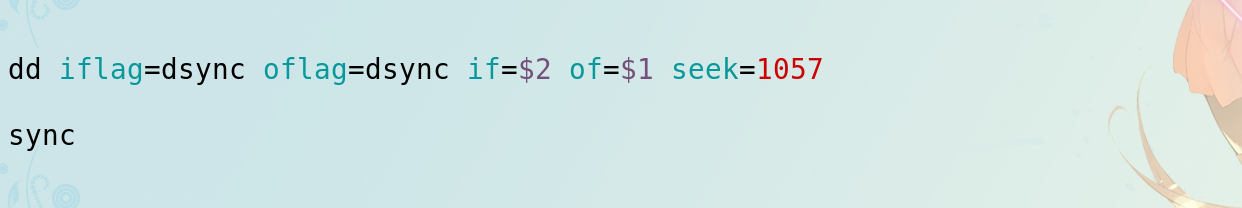 dd iflag=dsync oflag=dsync if=$2 of=$1 seek=1057
sync